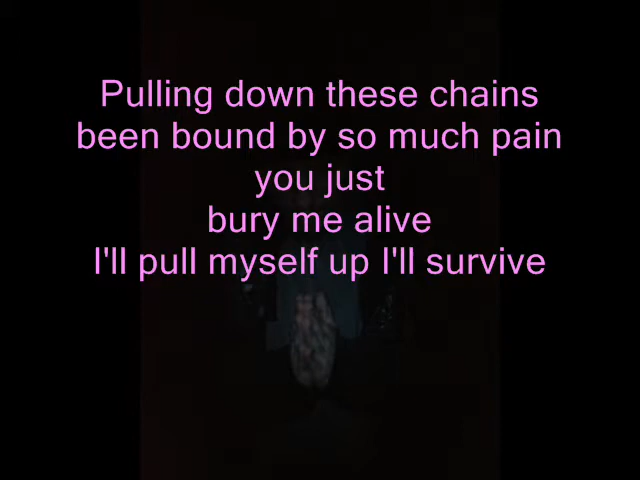 Pulling down these chains
been bound by so much pain
you just
bury me alive
I'll pull myself up I'll survive